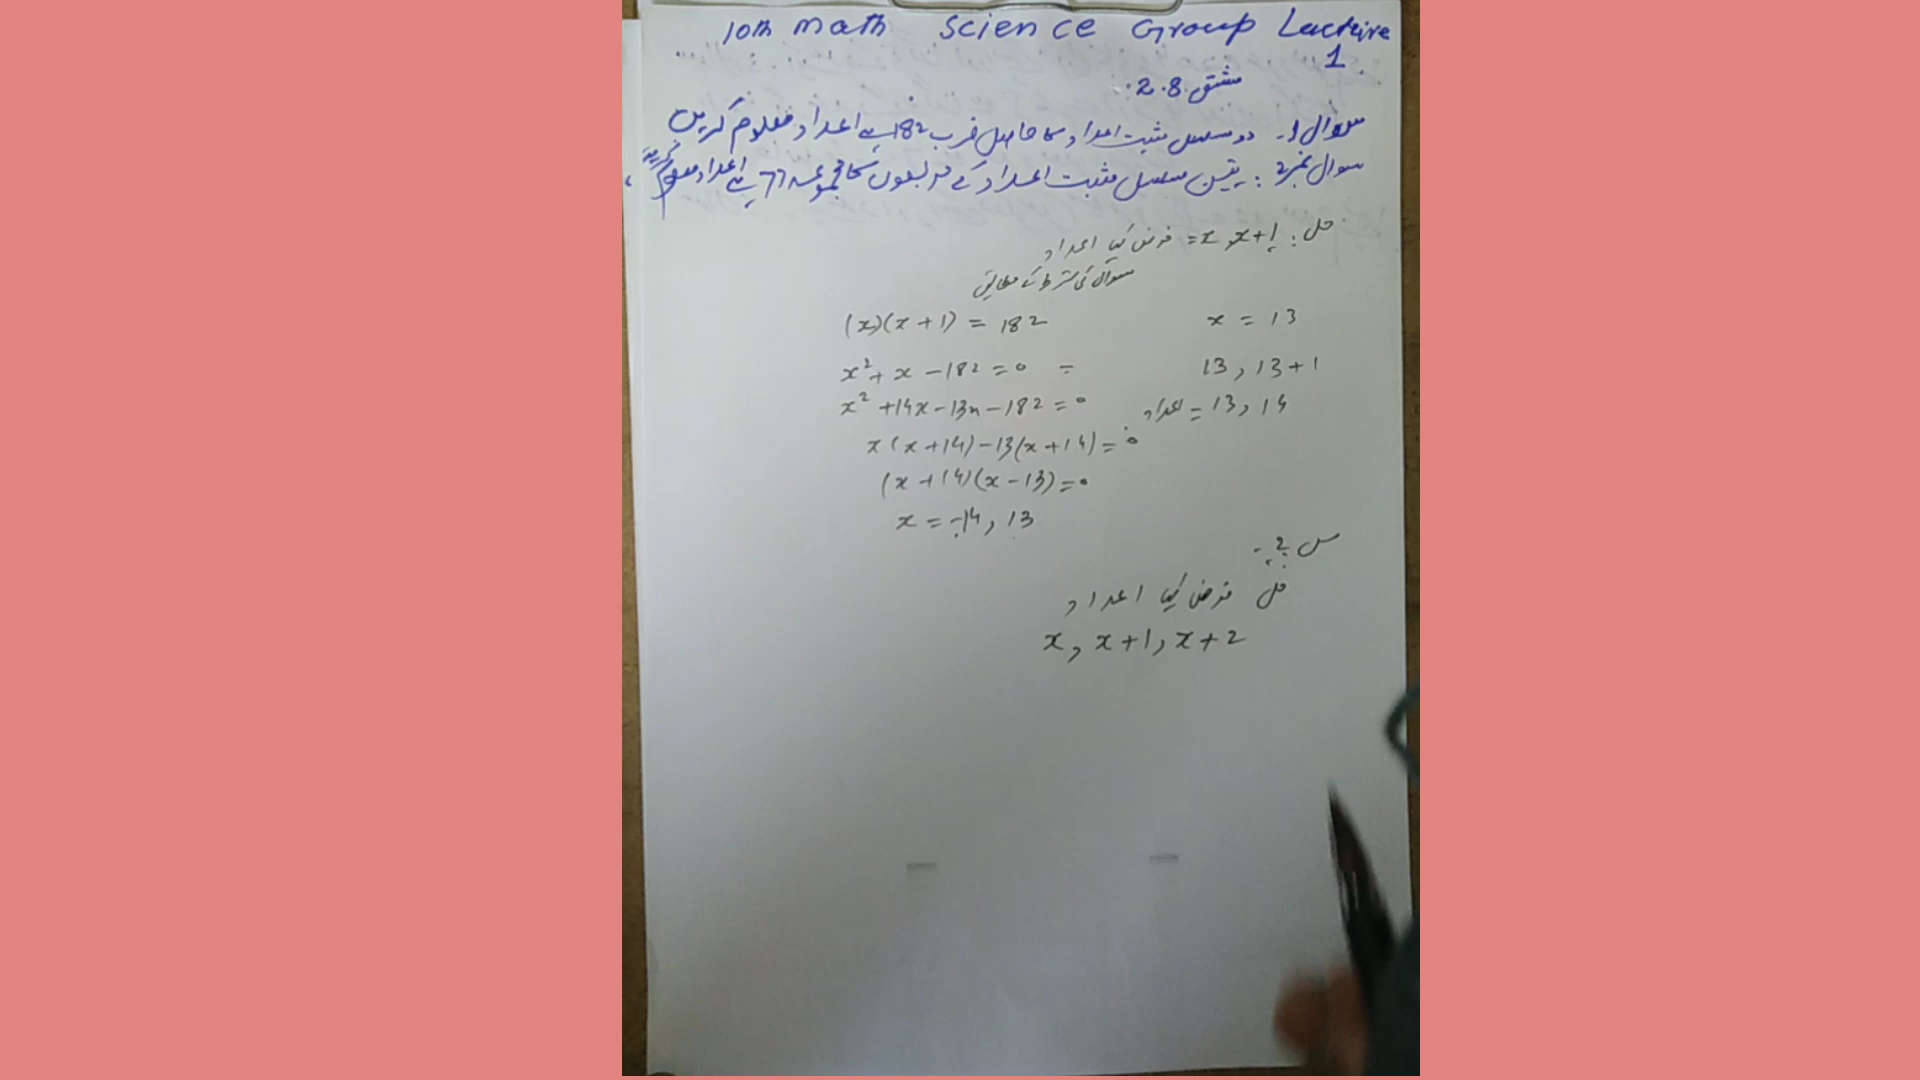 10th math Science Group Lecture
1
مشق 2.8
سوال 1۔ دو مسلسل مثبت اعداد کا حاصل ضرب 182 ہے اعداد معلوم کریں
سوال نمبر 2: تین مسلسل مثبت اعداد کے مربعوں کا مجموعہ 77 ہے اعداد معلوم کریں
حل: فرض کیا اعداد = x, x+1
سوال کی شرط کے مطابق
(x)(x+1) = 182
x² + x - 182 = 0
x² + 14x - 13x - 182 = 0
x(x+14) - 13(x+14) = 0
(x+14)(x-13) = 0
x = -14, 13
x = 13
13, 13+1
اعداد = 13, 14
س 2۔
حل فرض کیا اعداد
x, x+1, x+2